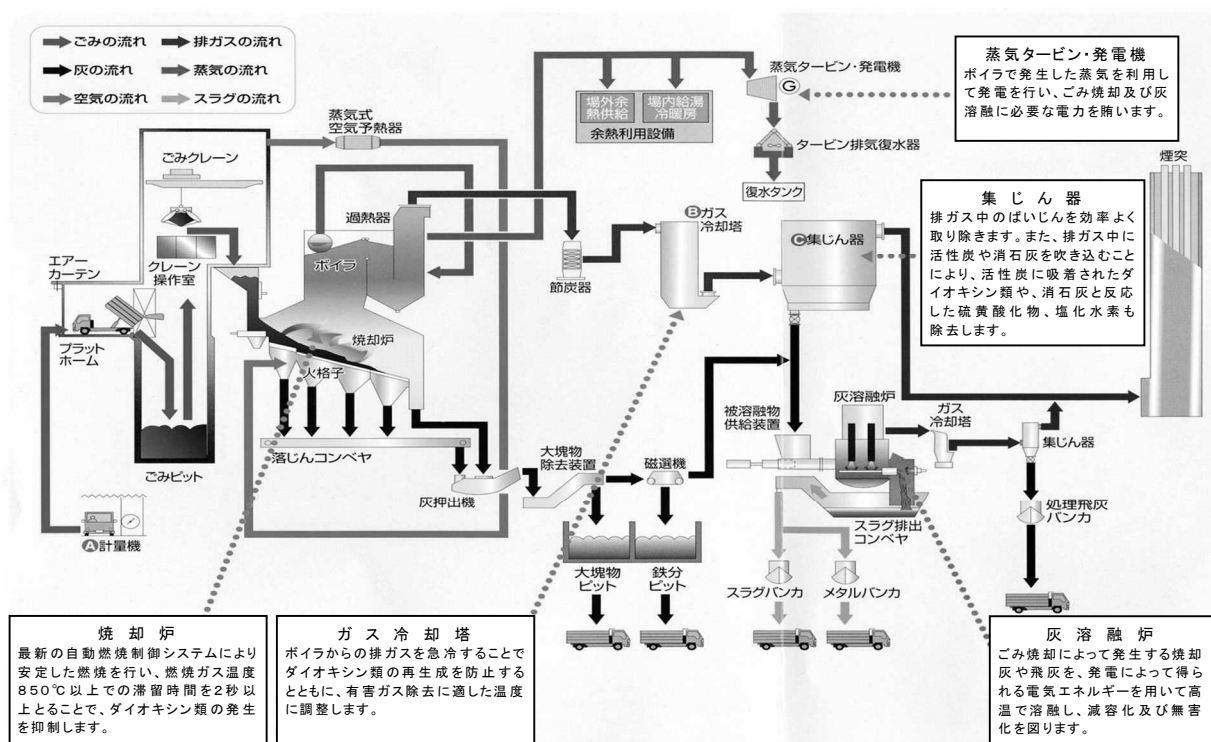 ごみの流れ
排ガスの流れ
灰の流れ
蒸気の流れ
空気の流れ
スラグの流れ
蒸気式
空気予熱器
蒸気タービン・発電機
G
場外余
熱供給
場内給湯
冷暖房
余熱利用設備
タービン排気復水器
復水タンク
蒸気タービン・発電機
ボイラで発生した蒸気を利用し
て発電を行い、ごみ焼却及び灰
溶融に必要な電力を賄います。
煙突
ごみクレーン
クレーン
操作室
エアー
カーテン
プラット
ホーム
ごみピット
A計量機
過熱器
ボイラ
焼却炉
火格子
節炭器
Bガス
冷却塔
C集じん器
集じん器
排ガス中のばいじんを効率よく
取り除きます。また、排ガス中に
活性炭や消石灰を吹き込むこと
により、活性炭に吸着されたダ
イオキシン類や、消石灰と反応
した硫黄酸化物、塩化水素も
除去します。
落じんコンベヤ
灰押出機
大塊物
除去装置
磁選機
大塊物
ピット
鉄分
ピット
被溶融物
供給装置
灰溶融炉
ガス
冷却塔
集じん器
スラグ排出
コンベヤ
処理飛灰
バンカ
スラグバンカ
メタルバンカ
焼却炉
最新の自動燃焼制御システムにより
安定した燃焼を行い、燃焼ガス温度
850℃以上での滞留時間を2秒以
上とることで、ダイオキシン類の発生
を抑制します。
ガス冷却塔
ボイラからの排ガスを急冷することで
ダイオキシン類の再生成を防止する
とともに、有害ガス除去に適した温度
に調整します。
灰溶融炉
ごみ焼却によって発生する焼却
灰や飛灰を、発電によって得ら
れる電気エネルギーを用いて高
温で溶融し、減容化及び無害
化を図ります。